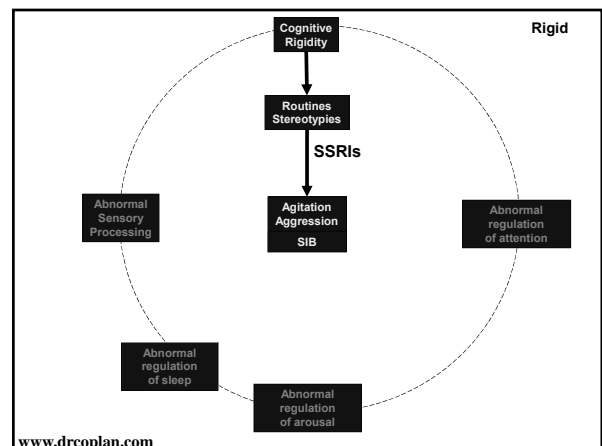 Rigid
Cognitive
Rigidity
Routines
Stereotypies
SSRIs
Agitation
Aggression
SIB
Abnormal
Sensory
Processing
Abnormal
regulation
of attention
Abnormal
regulation
of sleep
Abnormal
regulation
of arousal
www.drcoplan.com